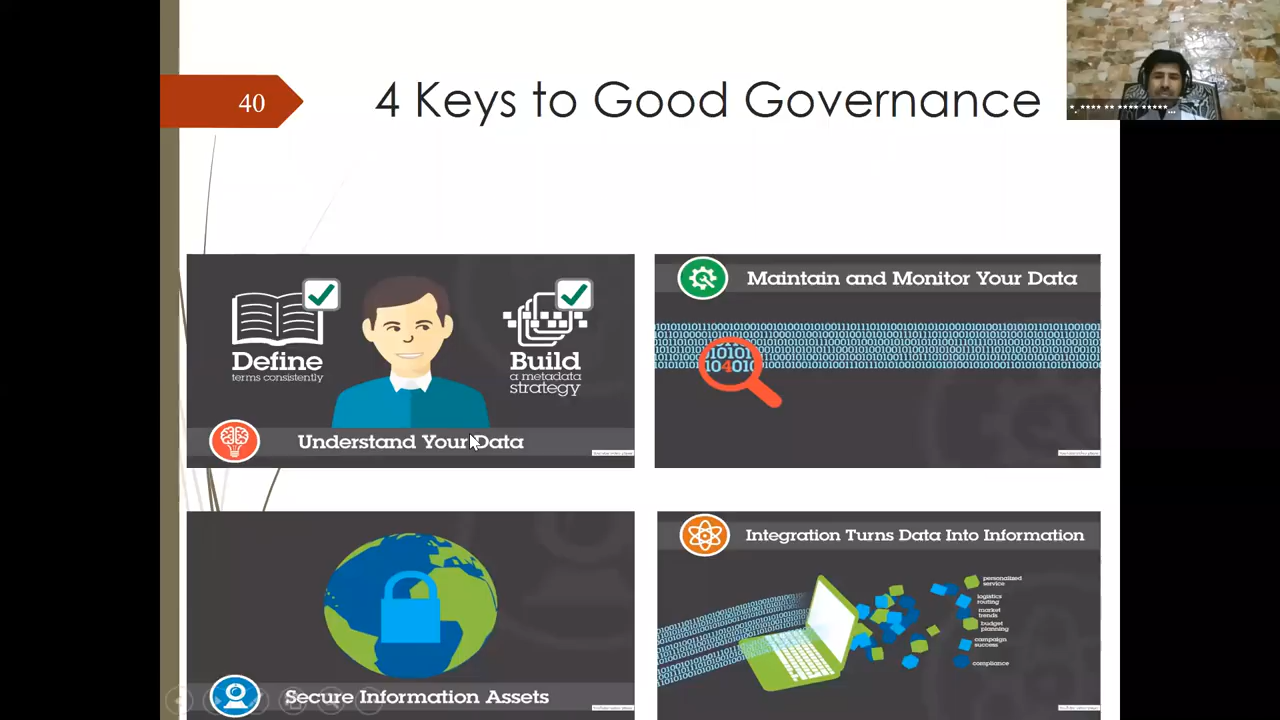 40
4 Keys to Good Governance
Define
terms consistently
Build
a metadata
strategy
Understand Your Data
Maintain and Monitor Your Data
Secure Information Assets
Integration Turns Data Into Information
personalized
service
logistics
routing
market
trends
budget
planning
campaign
success
compliance